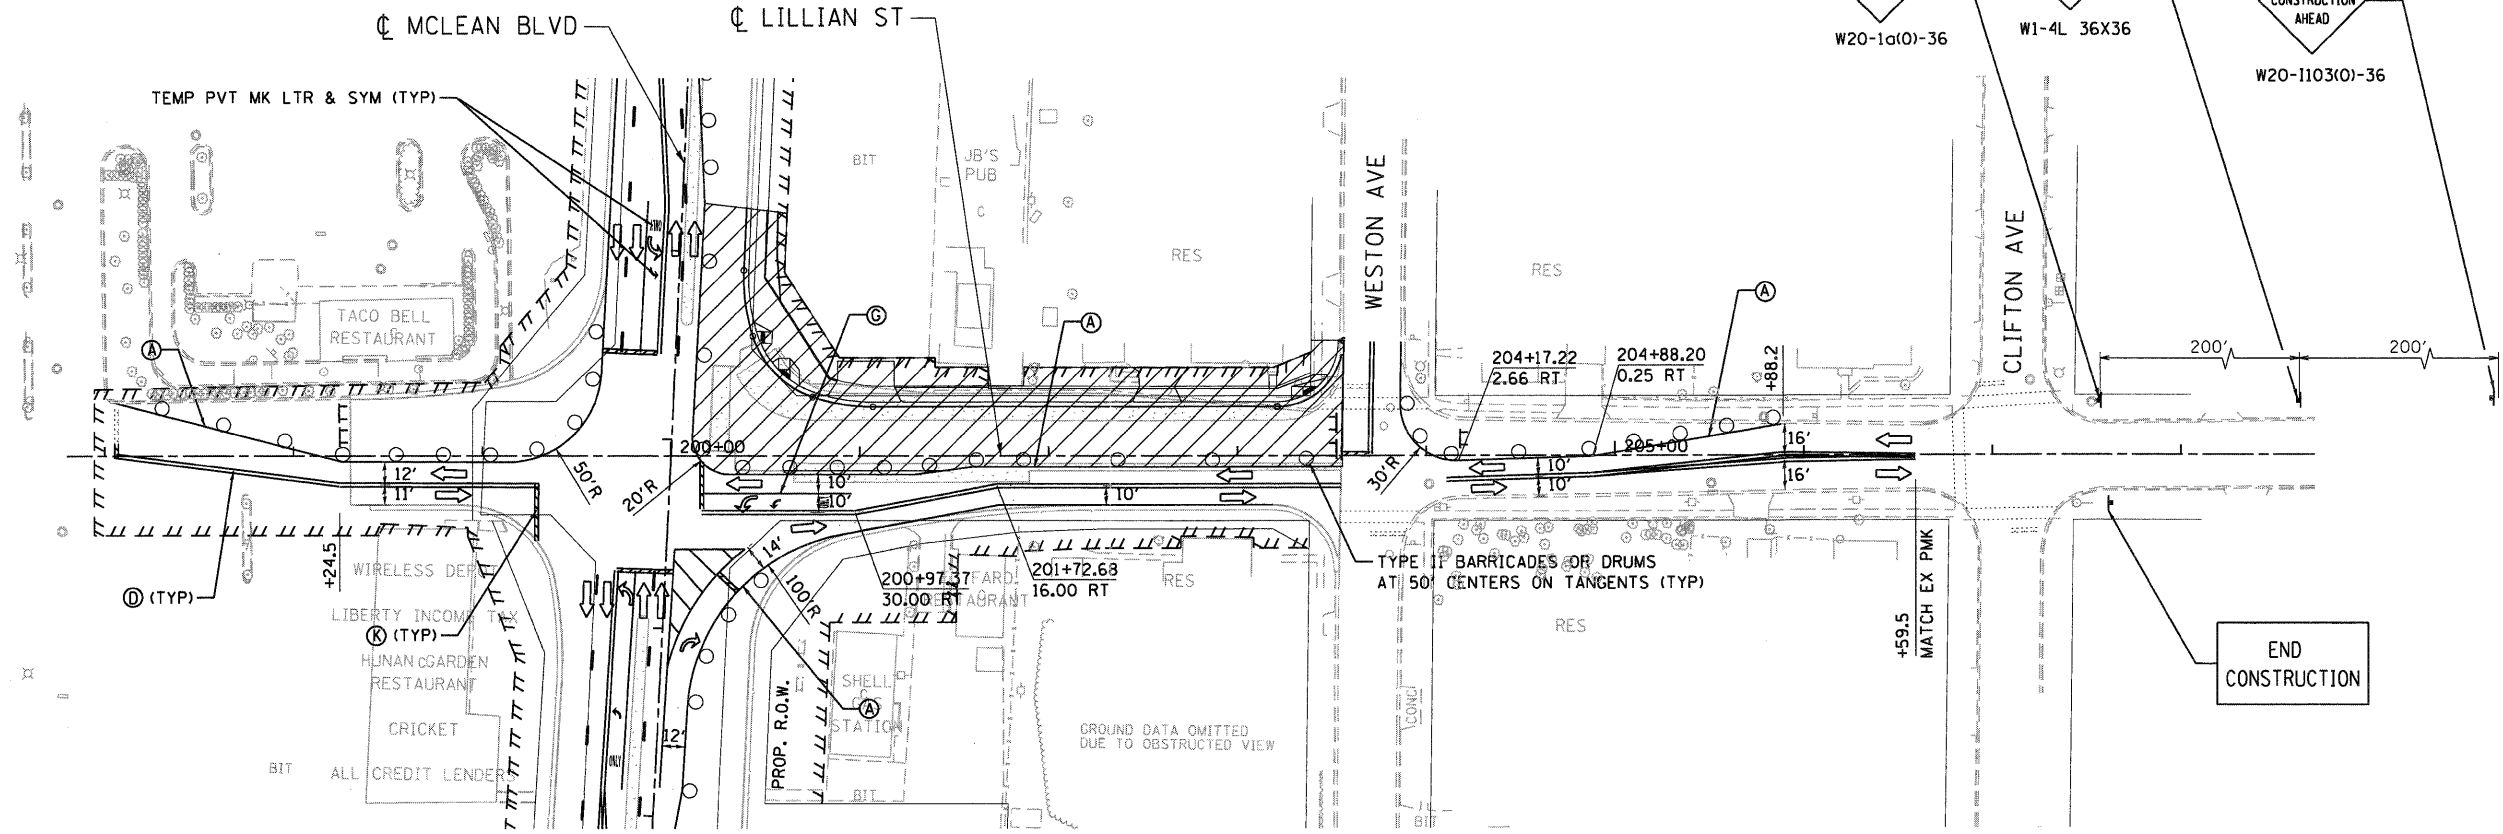 ℄ MCLEAN BLVD
℄ LILLIAN ST
CONSTRUCTION
AHEAD
W20-1a(O)-36
W1-4L 36X36
W20-I103(O)-36
TEMP PVT MK LTR & SYM (TYP)
BIT
JB'S
PUB
C
RES
WESTON AVE
RES
CLIFTON AVE
ONLY
TACO BELL
RESTAURANT
C
A
G
A
A
204+17.22
2.66 RT
204+88.20
0.25 RT
+88.2
200'
200'
200+00
205+00
12'
11'
50'R
20'R
10'
10'
10'
30'R
10'
10'
16'
16'
+24.5
D (TYP)
K (TYP)
WIRELESS DEP
LIBERTY INCOME TAX
HUNAN GARDEN
C
RESTAURANT
CRICKET
ALL CREDIT LENDERS
BIT
ONLY
12'
14'
100'R
PROP. R.O.W.
200+97.37
30.00 RT
201+72.68
16.00 RT
RES
SHELL
STATION
A
BIT
GROUND DATA OMITTED
DUE TO OBSTRUCTED VIEW
TYPE II BARRICADES OR DRUMS
AT 50' CENTERS ON TANGENTS (TYP)
RES
CONC
BIT
+59.5
MATCH EX PMK
END
CONSTRUCTION